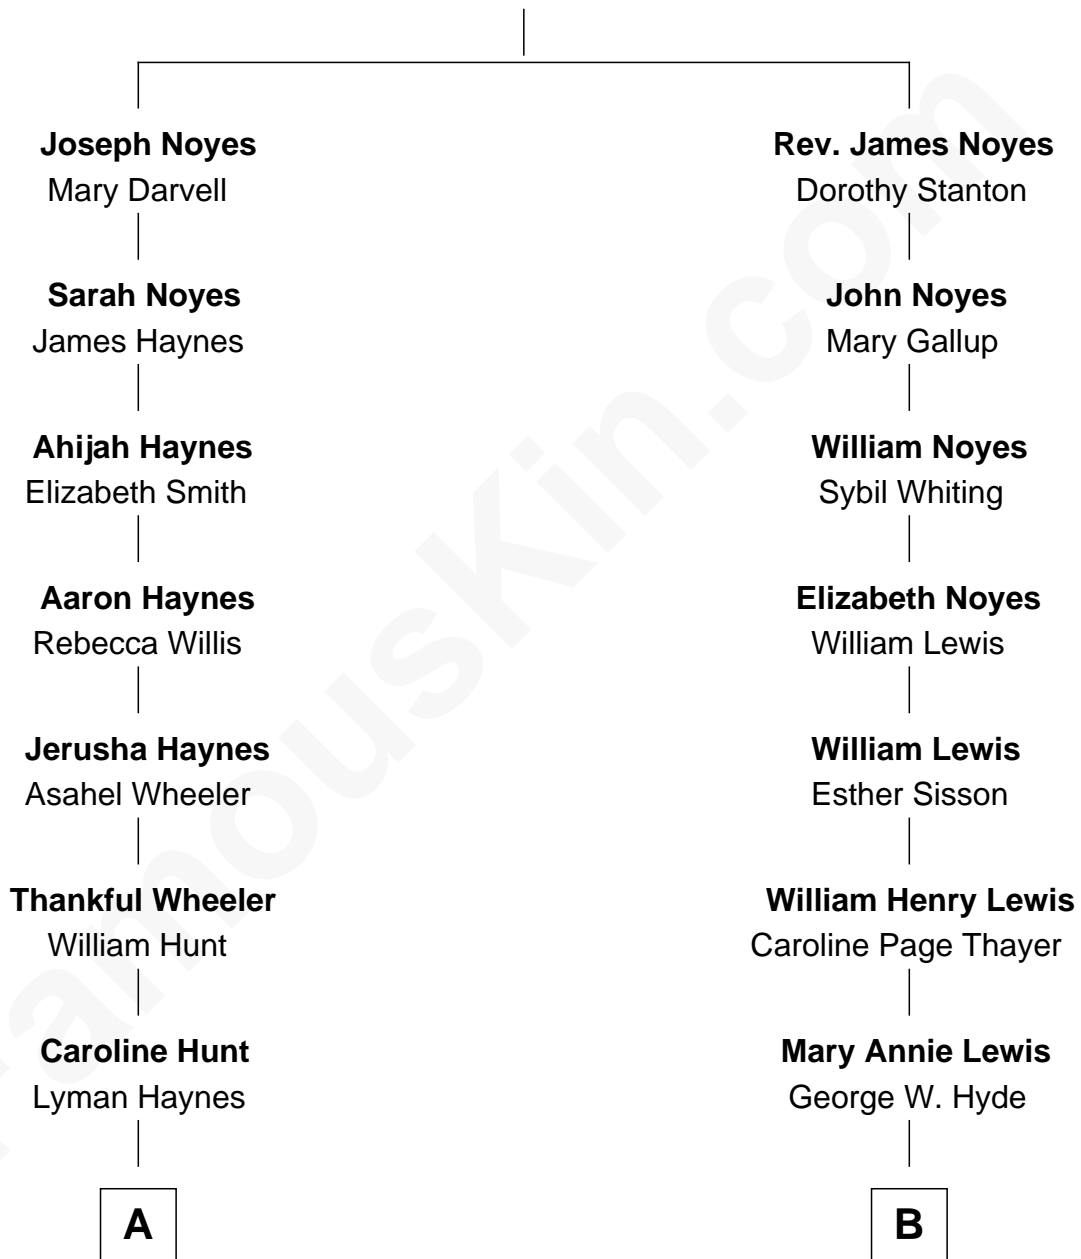 Joseph Noyes
Mary Darvell
Sarah Noyes
James Haynes
Ahijah Haynes
Elizabeth Smith
Aaron Haynes
Rebecca Willis
Jerusha Haynes
Asahel Wheeler
Thankful Wheeler
William Hunt
Caroline Hunt
Lyman Haynes
A
Rev. James Noyes
Dorothy Stanton
John Noyes
Mary Gallup
William Noyes
Sybil Whiting
Elizabeth Noyes
William Lewis
William Lewis
Esther Sisson
William Henry Lewis
Caroline Page Thayer
Mary Annie Lewis
George W. Hyde
B
FamousKin.com